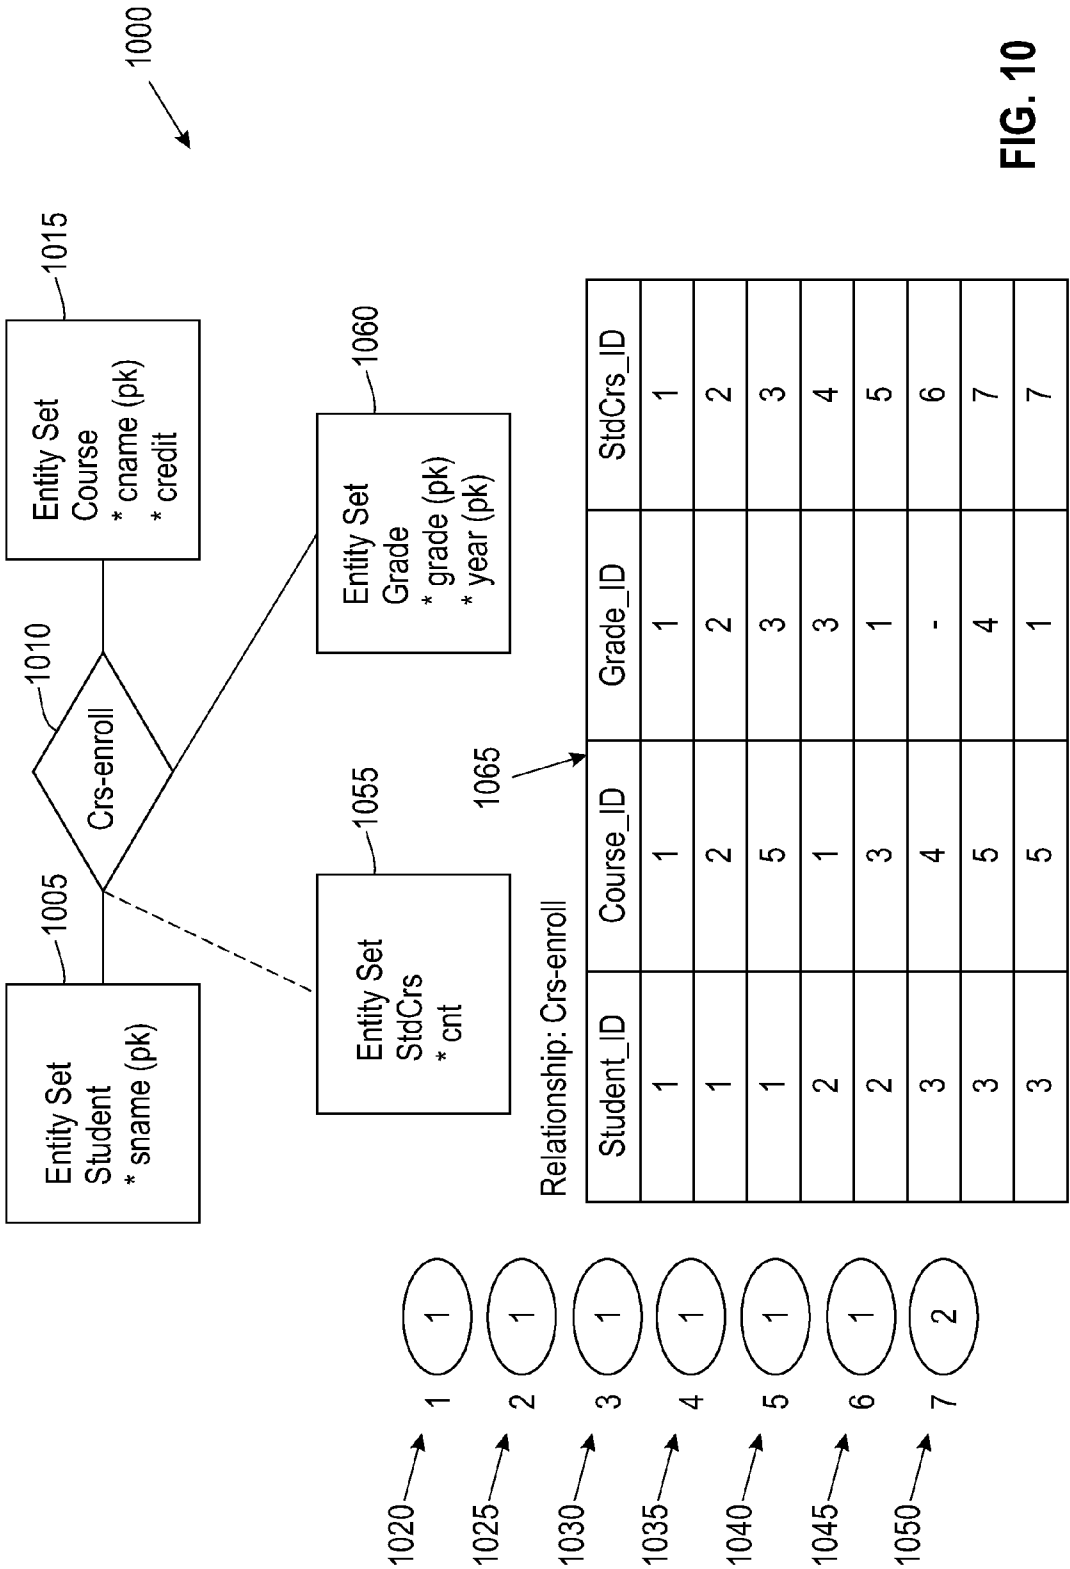 1000
1005
Entity Set
Student
* sname (pk)
1010
Crs-enroll
1015
Entity Set
Course
* cname (pk)
* credit
1055
Entity Set
StdCrs
* cnt
1060
Entity Set
Grade
* grade (pk)
* year (pk)
1020 1 1
1025 2 1
1030 3 1
1035 4 1
1040 5 1
1045 6 1
1050 7 2
1065
Relationship: Crs-enroll
Student_ID Course_ID Grade_ID StdCrs_ID
1 1 1 1
1 2 2 2
1 5 3 3
2 1 3 4
2 3 1 5
3 4 - 6
3 5 4 7
3 5 1 7
FIG. 10